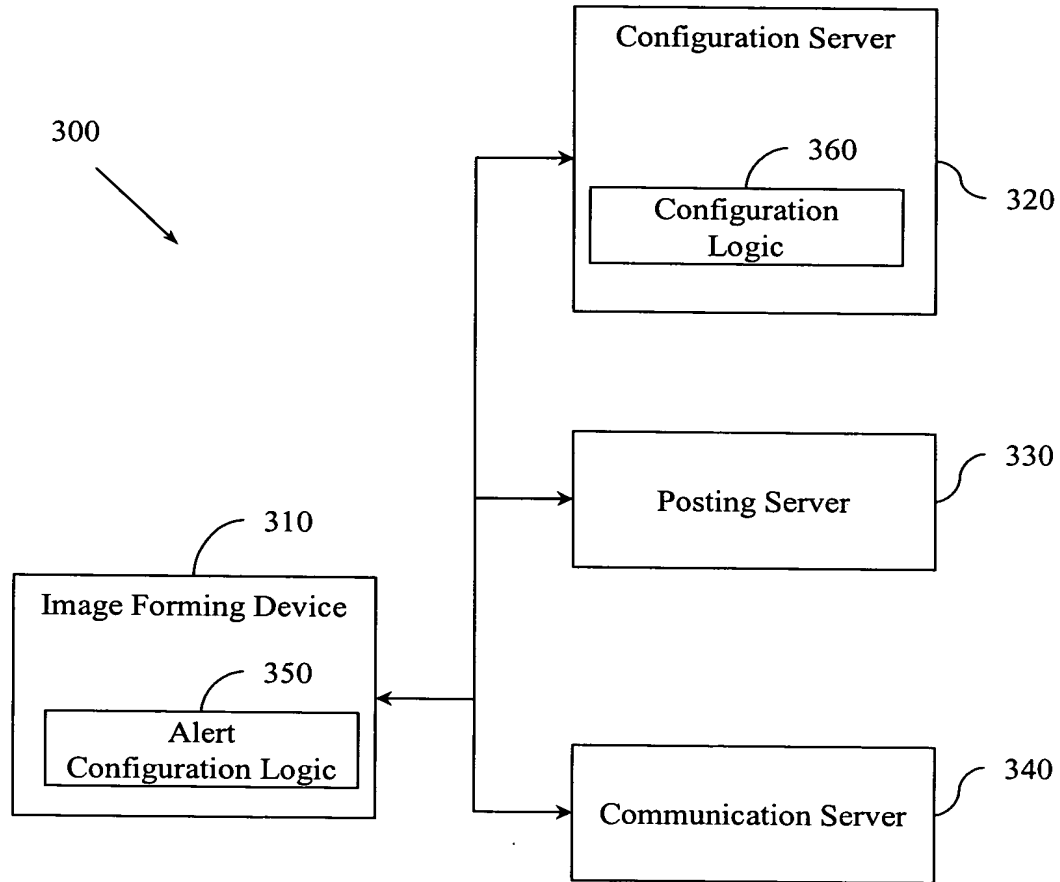 Configuration Server
300
360
320
Configuration
Logic
330
Posting Server
310
Image Forming Device
350
Alert
Configuration Logic
340
Communication Server